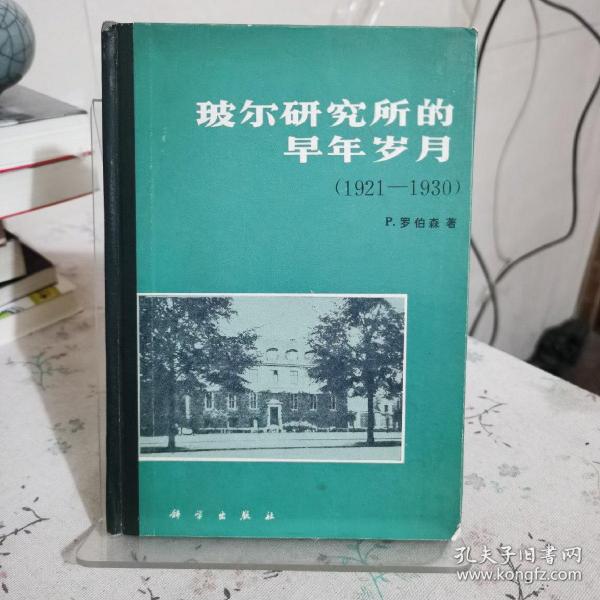 玻尔研究所的
早年岁月
(1921—1930)
P. 罗伯森 著
科学出版社
孔夫子旧书网
www.kongfz.com